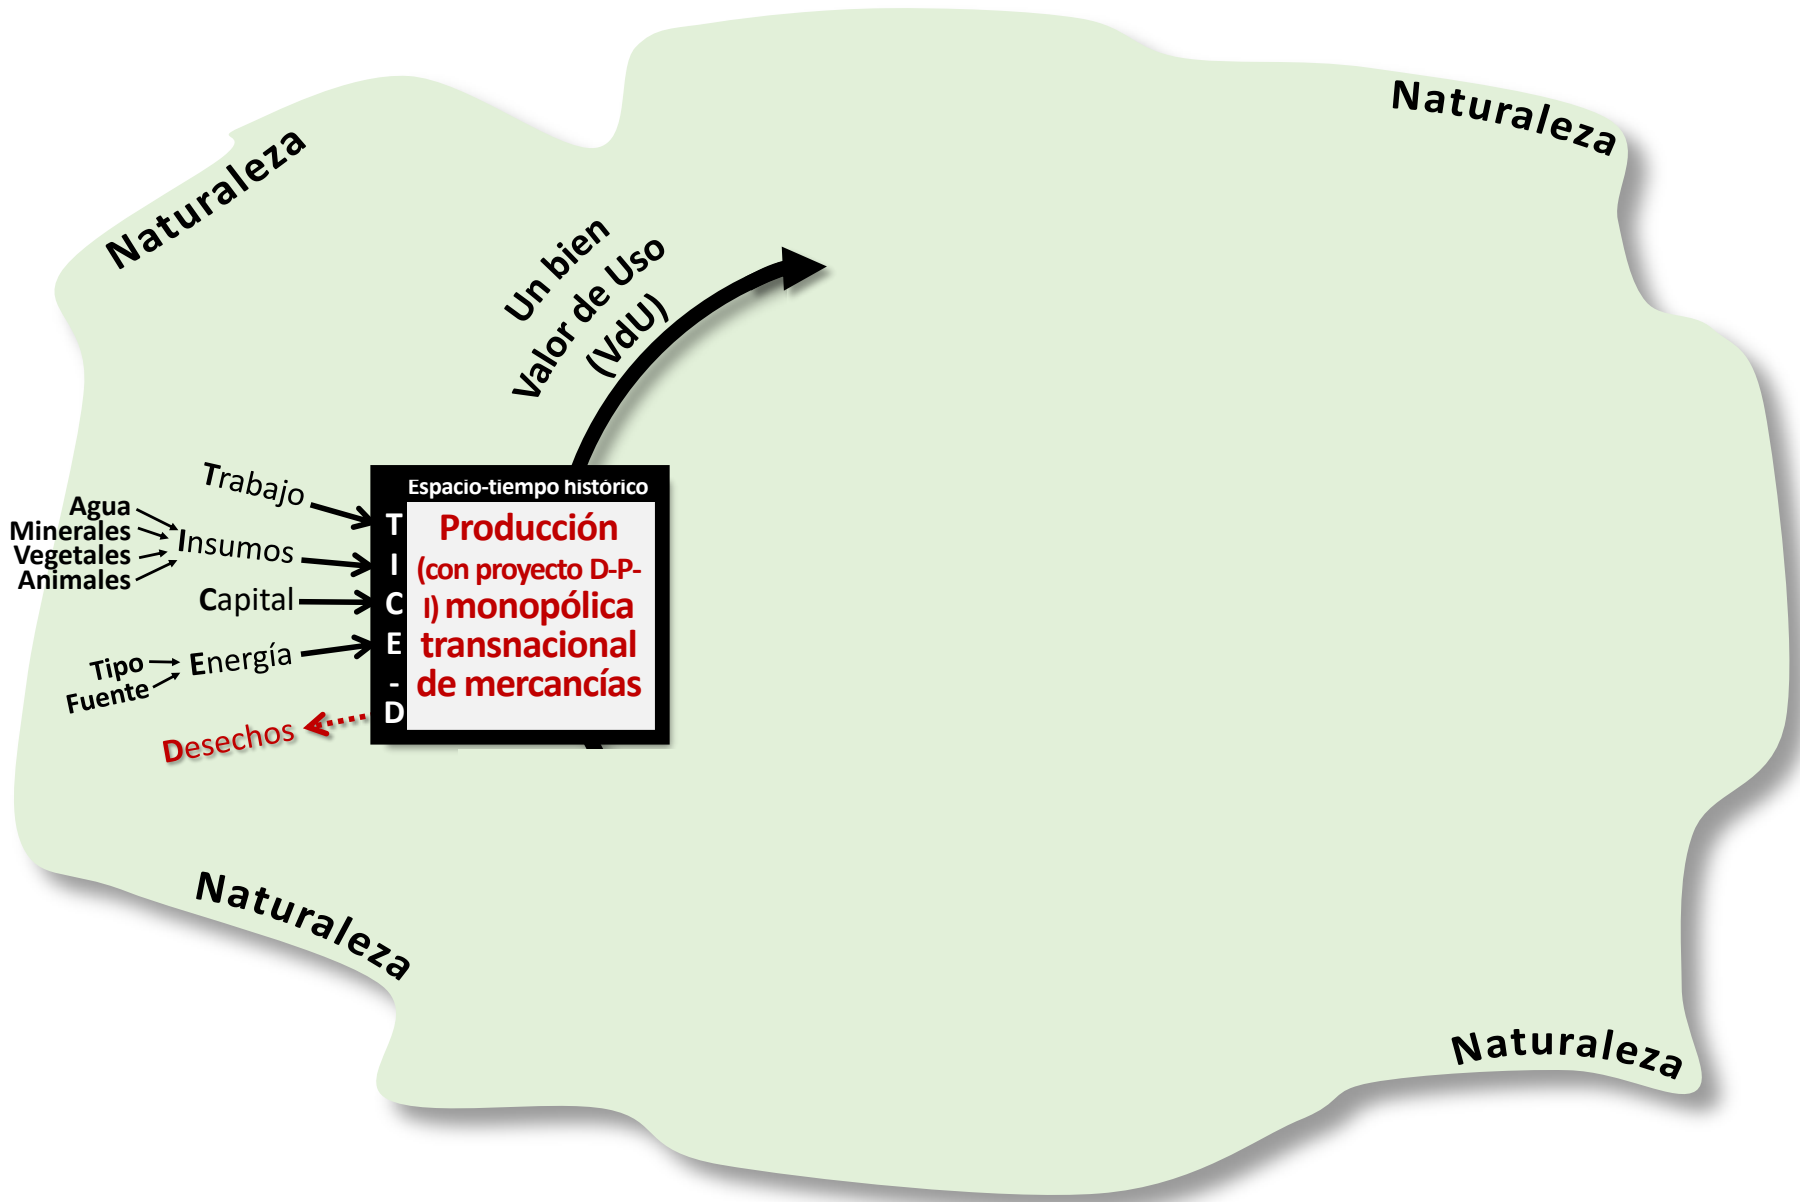 Naturaleza
Naturaleza
Un bien
Valor de Uso
(VdU)
Trabajo
Agua
Minerales
Vegetales
Animales
Insumos
Capital
Tipo
Fuente
Energía
Desechos
T
I
C
E
-
D
Espacio-tiempo histórico
Producción
(con proyecto D-P-
I) monopólica
transnacional
de mercancías
Naturaleza
Naturaleza